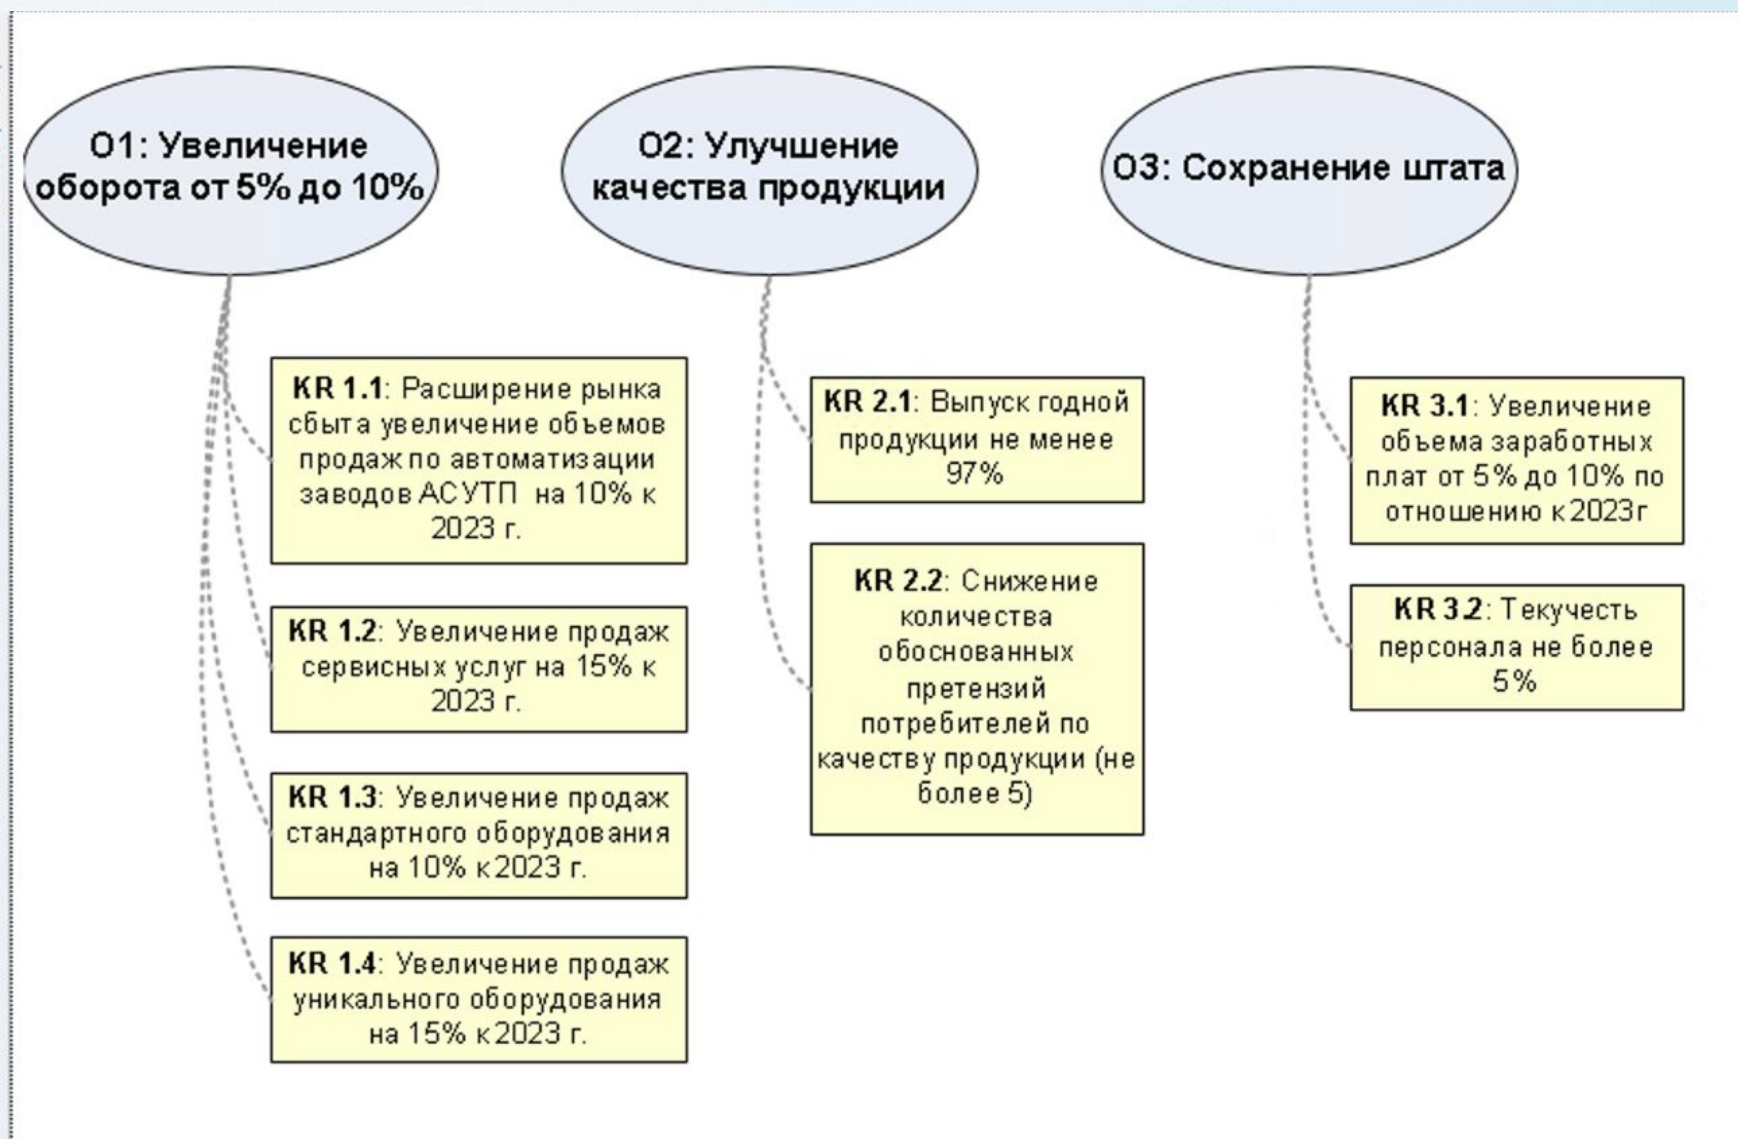 О1: Увеличение
оборота от 5% до 10%
KR 1.1: Расширение рынка
сбыта увеличение объемов
продаж по автоматизации
заводов АСУТП на 10% к
2023 г.
KR 1.2: Увеличение продаж
сервисных услуг на 15% к
2023 г.
KR 1.3: Увеличение продаж
стандартного оборудования
на 10% к 2023 г.
KR 1.4: Увеличение продаж
уникального оборудования
на 15% к 2023 г.
О2: Улучшение
качества продукции
KR 2.1: Выпуск годной
продукции не менее
97%
KR 2.2: Снижение
количества
обоснованных
претензий
потребителей по
качеству продукции (не
более 5)
О3: Сохранение штата
KR 3.1: Увеличение
объема заработных
плат от 5% до 10% по
отношению к 2023г
KR 3.2: Текучесть
персонала не более
5%